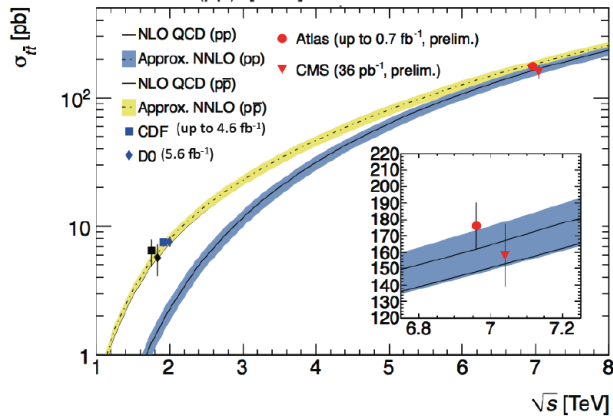 σtt̄ [pb]
NLO QCD (pp)
Approx. NNLO (pp)
NLO QCD (pp̄)
Approx. NNLO (pp̄)
CDF (up to 4.6 fb⁻¹)
D0 (5.6 fb⁻¹)
Atlas (up to 0.7 fb⁻¹, prelim.)
CMS (36 pb⁻¹, prelim.)
10²
10
1
220
210
200
190
180
170
160
150
140
130
120
6.8 7 7.2
1 2 3 4 5 6 7 8
√s [TeV]